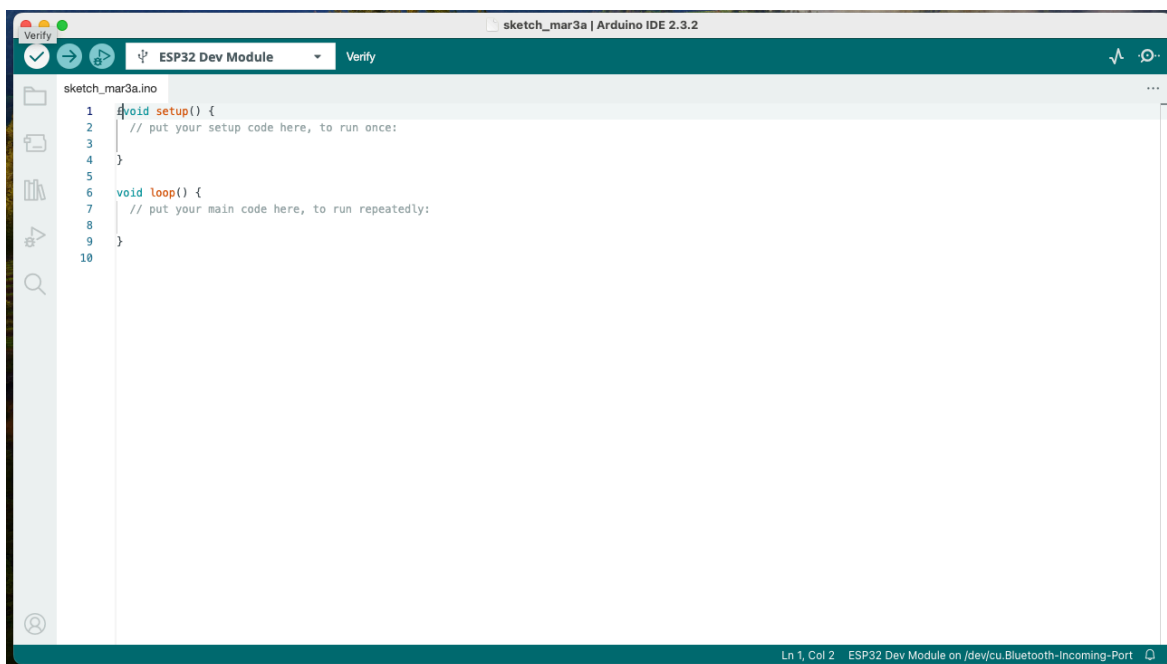 sketch_mar3a | Arduino IDE 2.3.2
Verify
ESP32 Dev Module
Verify
sketch_mar3a.ino
...
1 £void setup() {
2 // put your setup code here, to run once:
3
4 }
5
6 void loop() {
7 // put your main code here, to run repeatedly:
8
9 }
10
Ln 1, Col 2 ESP32 Dev Module on /dev/cu.Bluetooth-Incoming-Port